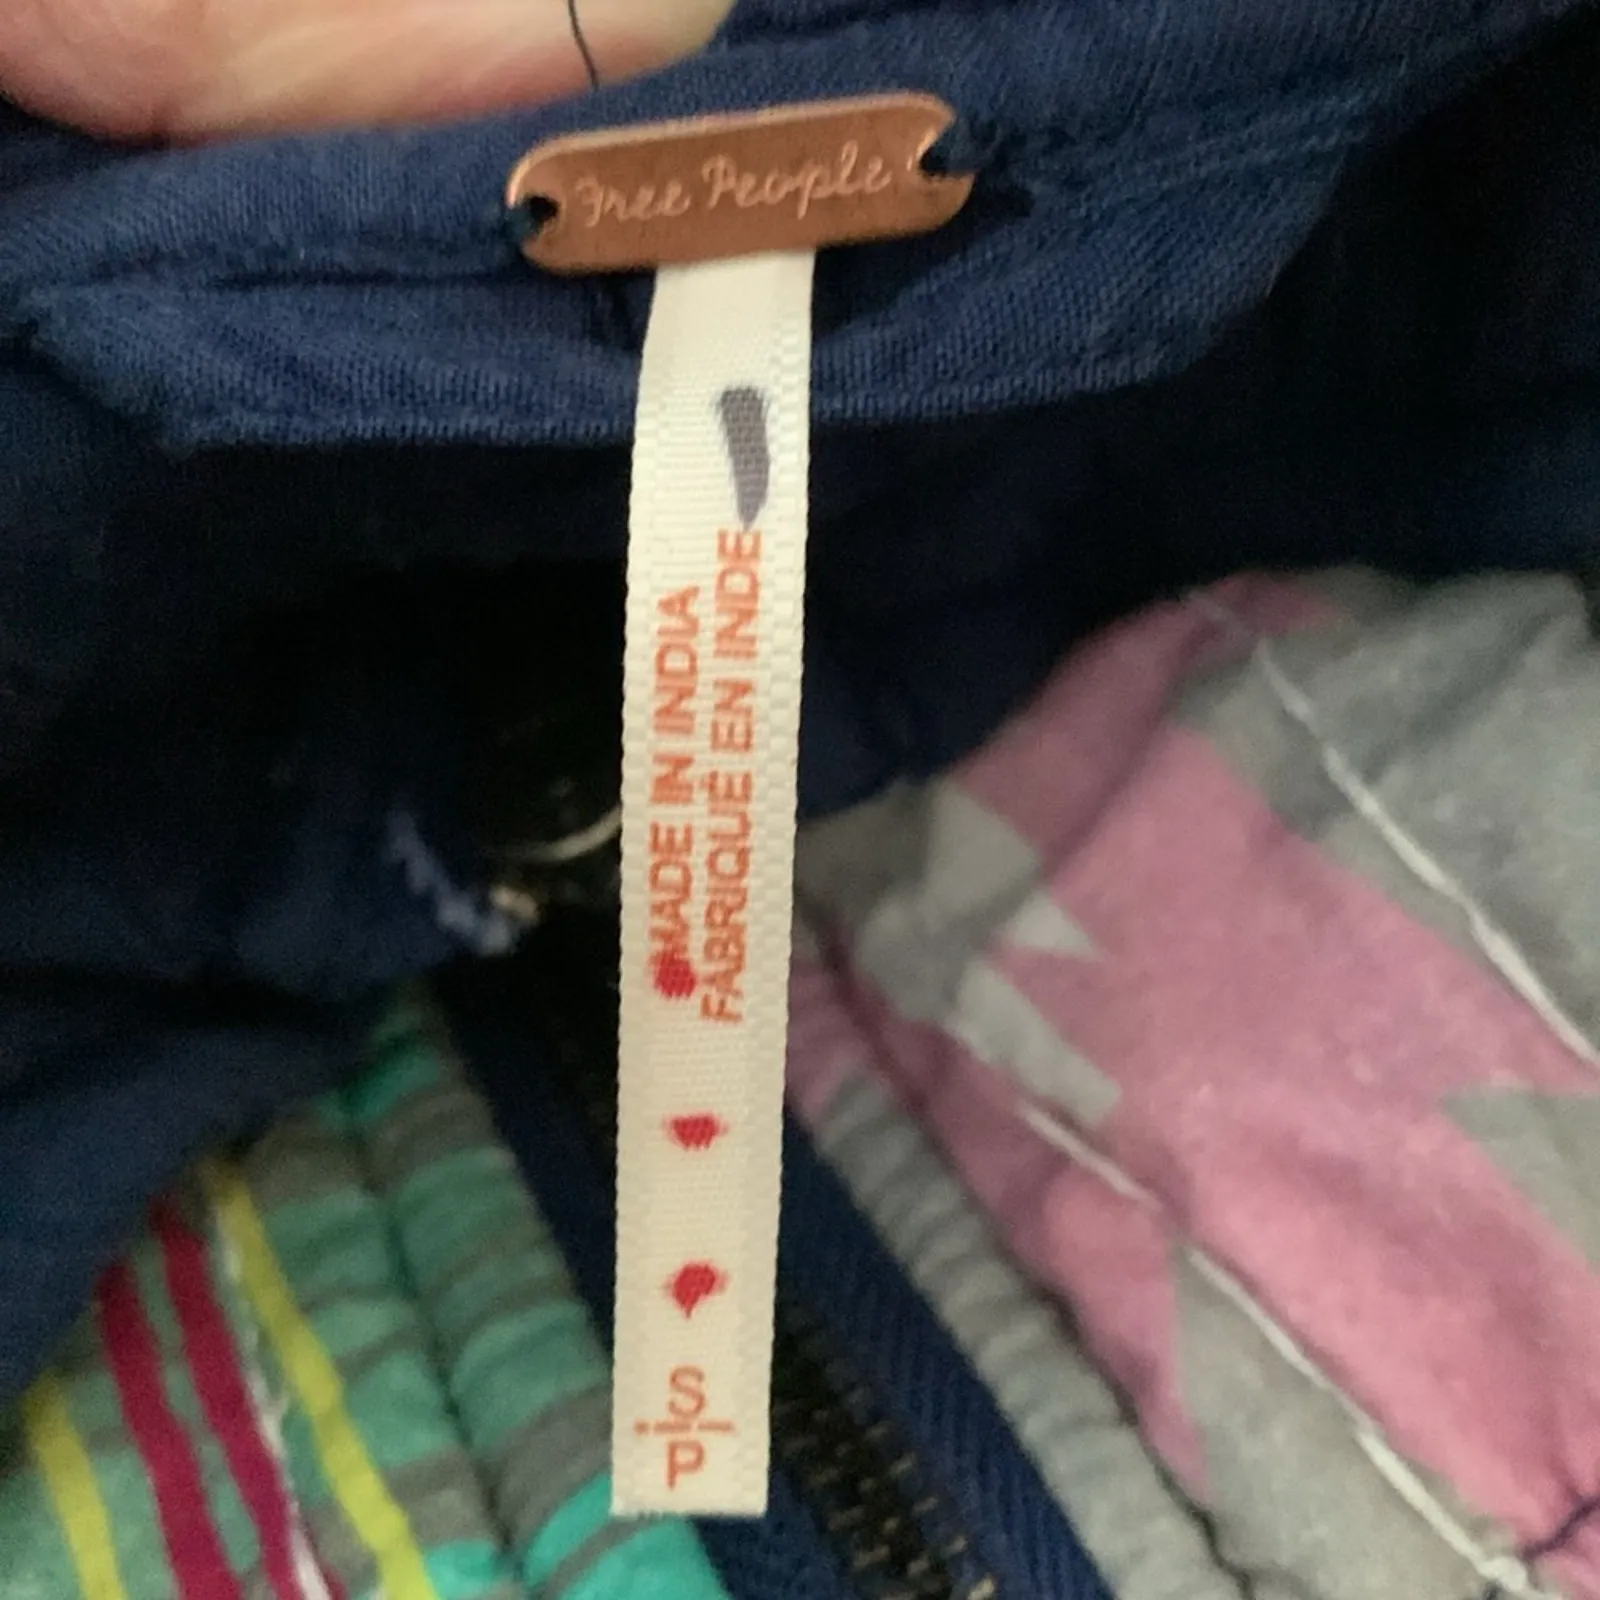 Free People
MADE IN INDIA
FABRIQUÉ EN INDE
S/P